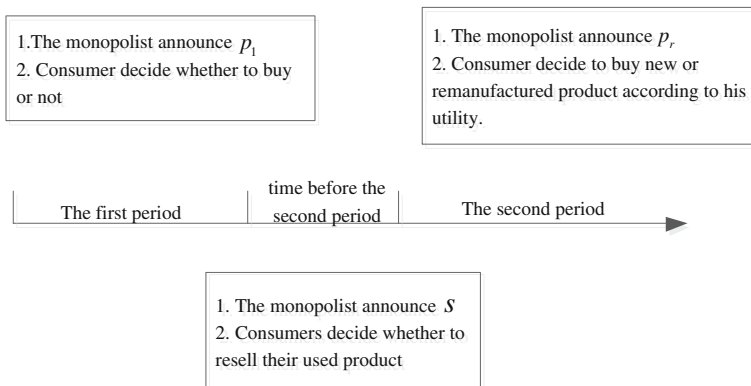 1.The monopolist announce p1
2. Consumer decide whether to buy
or not
1. The monopolist announce pr
2. Consumer decide to buy new or
remanufactured product according to his
utility.
The first period
time before the
second period
The second period
1. The monopolist announce S
2. Consumers decide whether to
resell their used product